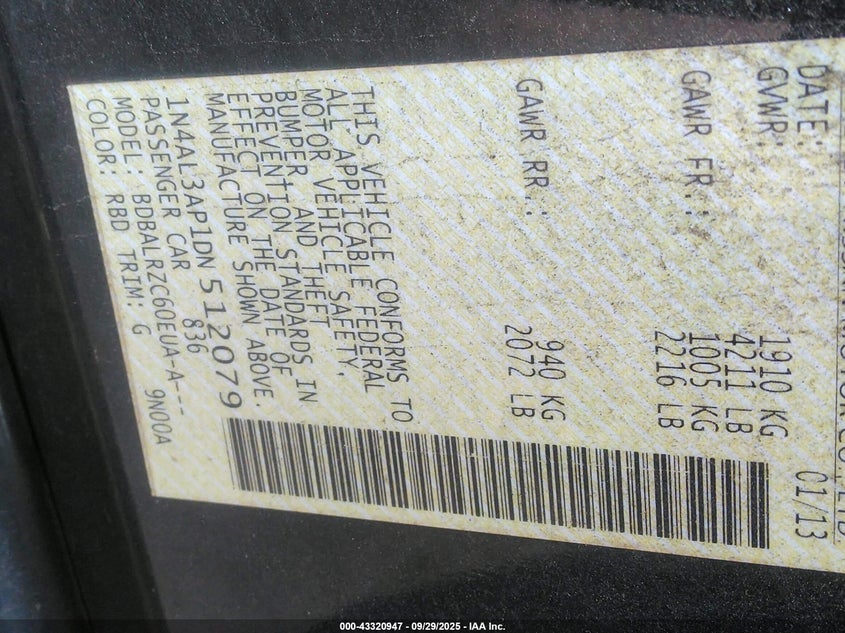 MOTOR CO., LTD
DATE: 01/13
GVWR: 1910 KG
4211 LB
GAWR FR.: 1005 KG
2216 LB
GAWR RR.: 940 KG
2072 LB
THIS VEHICLE CONFORMS TO
ALL APPLICABLE FEDERAL
MOTOR VEHICLE SAFETY,
BUMPER AND THEFT
PREVENTION STANDARDS IN
EFFECT ON THE DATE OF
MANUFACTURE SHOWN ABOVE.
1N4AL3AP1DN512079
PASSENGER CAR 836
MODEL: BDBALRZC60EUA-A---
COLOR: RBD TRIM: G 9N00A
000-43320947 - 09/29/2025 - IAA Inc.